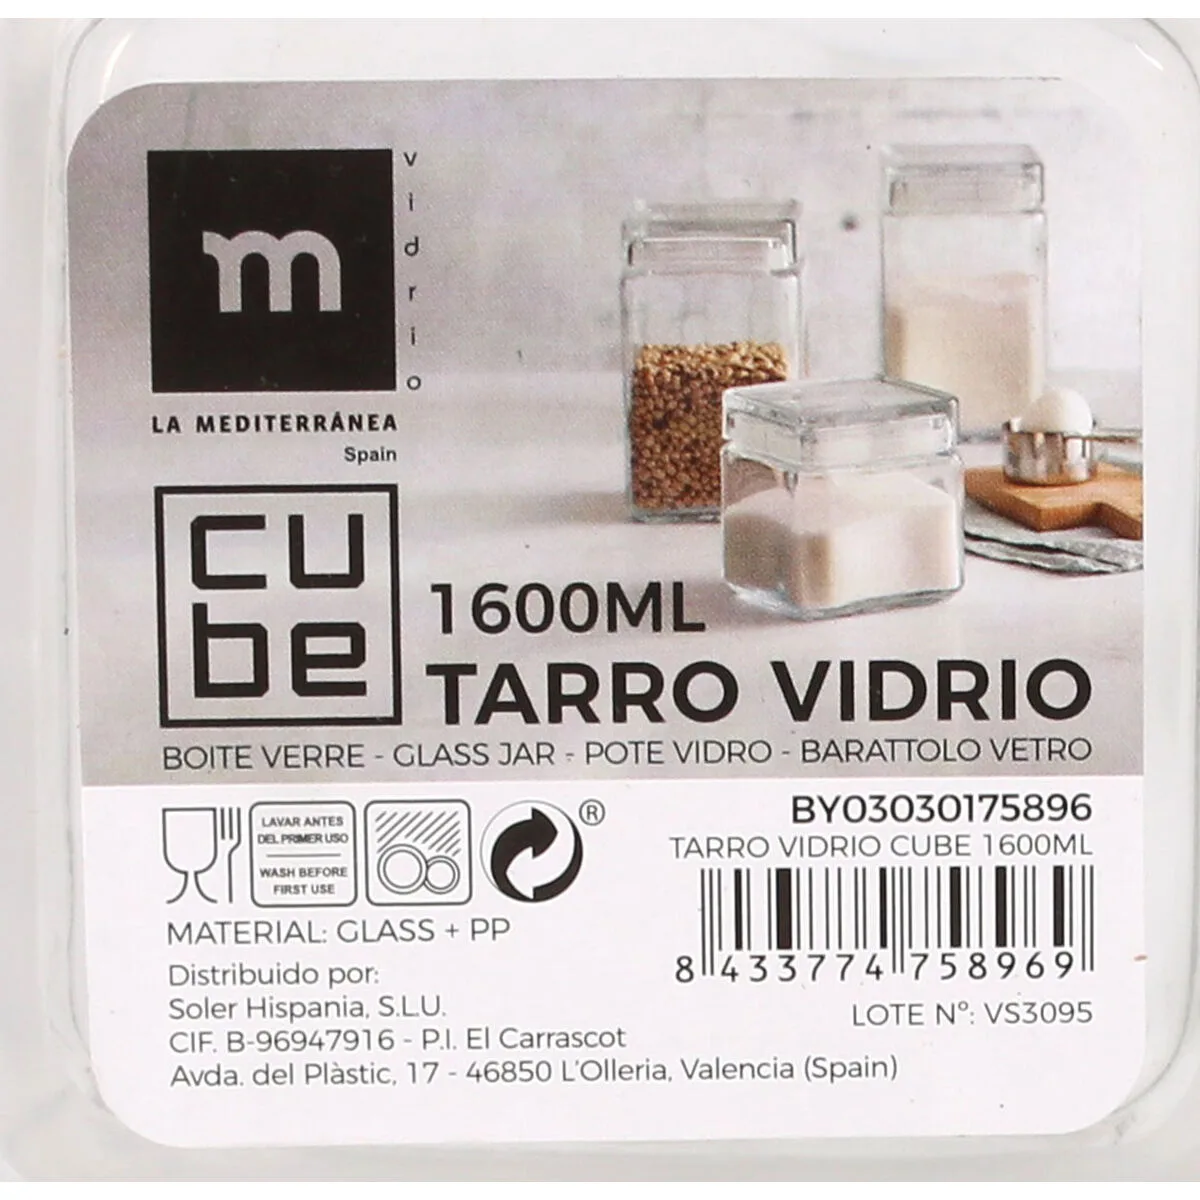 m
vidrio
LA MEDITERRÁNEA
Spain
cu
be
1600ML
TARRO VIDRIO
BOITE VERRE - GLASS JAR - POTE VIDRO - BARATTOLO VETRO
LAVAR ANTES
DEL PRIMER USO
WASH BEFORE
FIRST USE
®
BY03030175896
TARRO VIDRIO CUBE 1600ML
8 433774 758969
LOTE Nº: VS3095
MATERIAL: GLASS + PP
Distribuido por:
Soler Hispania, S.L.U.
CIF. B-96947916 - P.I. El Carrascot
Avda. del Plàstic, 17 - 46850 L'Olleria, Valencia (Spain)